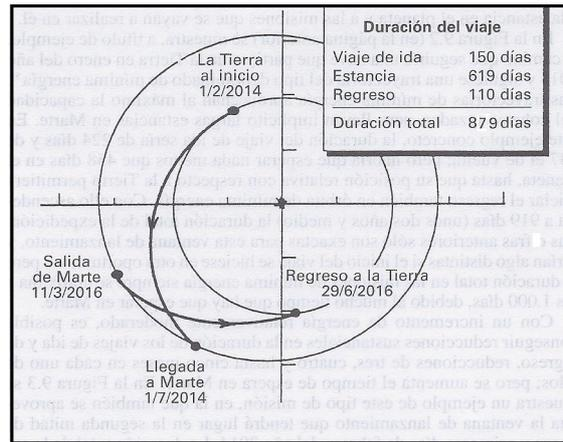 Duración del viaje
Viaje de ida 150 días
Estancia 619 días
Regreso 110 días
Duración total 879 días
La Tierra
al inicio
1/2/2014
Salida
de Marte
11/3/2016
Regreso a la Tierra
29/6/2016
Llegada
a Marte
1/7/2014